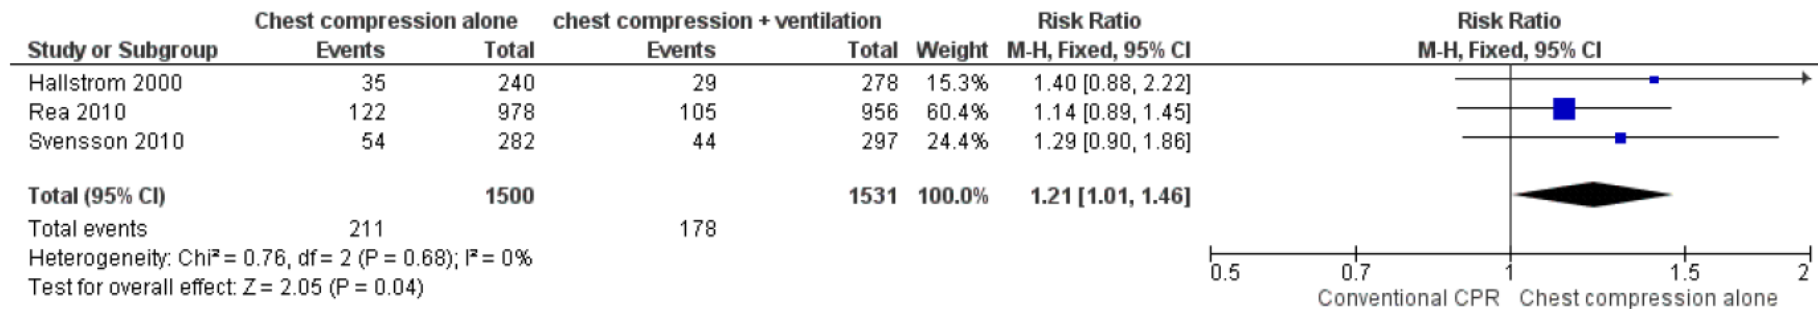 Chest compression alone chest compression + ventilation Risk Ratio Risk Ratio
Study or Subgroup Events Total Events Total Weight M-H, Fixed, 95% CI M-H, Fixed, 95% CI
Hallstrom 2000 35 240 29 278 15.3% 1.40 [0.88, 2.22]
Rea 2010 122 978 105 956 60.4% 1.14 [0.89, 1.45]
Svensson 2010 54 282 44 297 24.4% 1.29 [0.90, 1.86]
Total (95% CI) 1500 1531 100.0% 1.21 [1.01, 1.46]
Total events 211 178
Heterogeneity: Chi² = 0.76, df = 2 (P = 0.68); I² = 0%
Test for overall effect: Z = 2.05 (P = 0.04)
0.5 0.7 1 1.5 2
Conventional CPR Chest compression alone